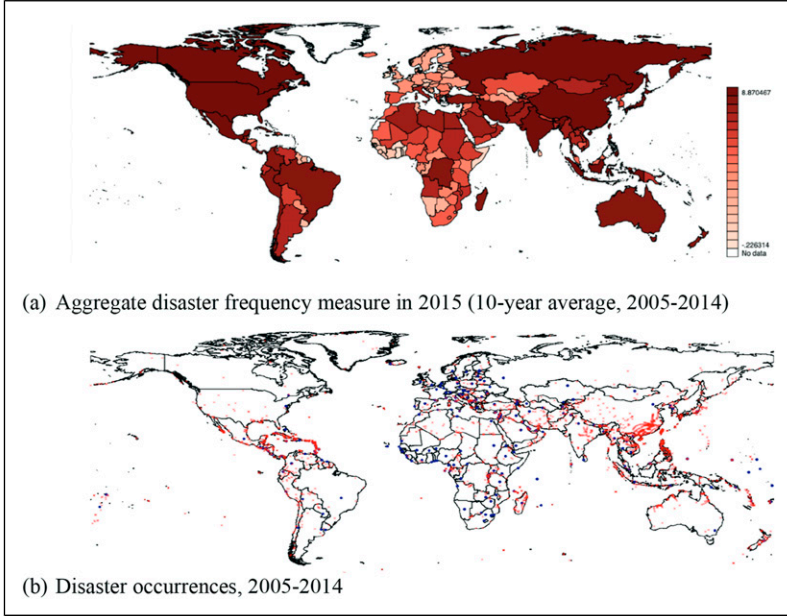 8.870467
-.226314
No data
(a) Aggregate disaster frequency measure in 2015 (10-year average, 2005-2014)
(b) Disaster occurrences, 2005-2014